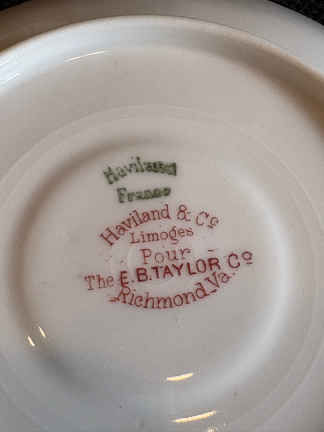 Haviland
France
Haviland & Co
Limoges
Pour
The E.B.TAYLOR Co
Richmond Va.